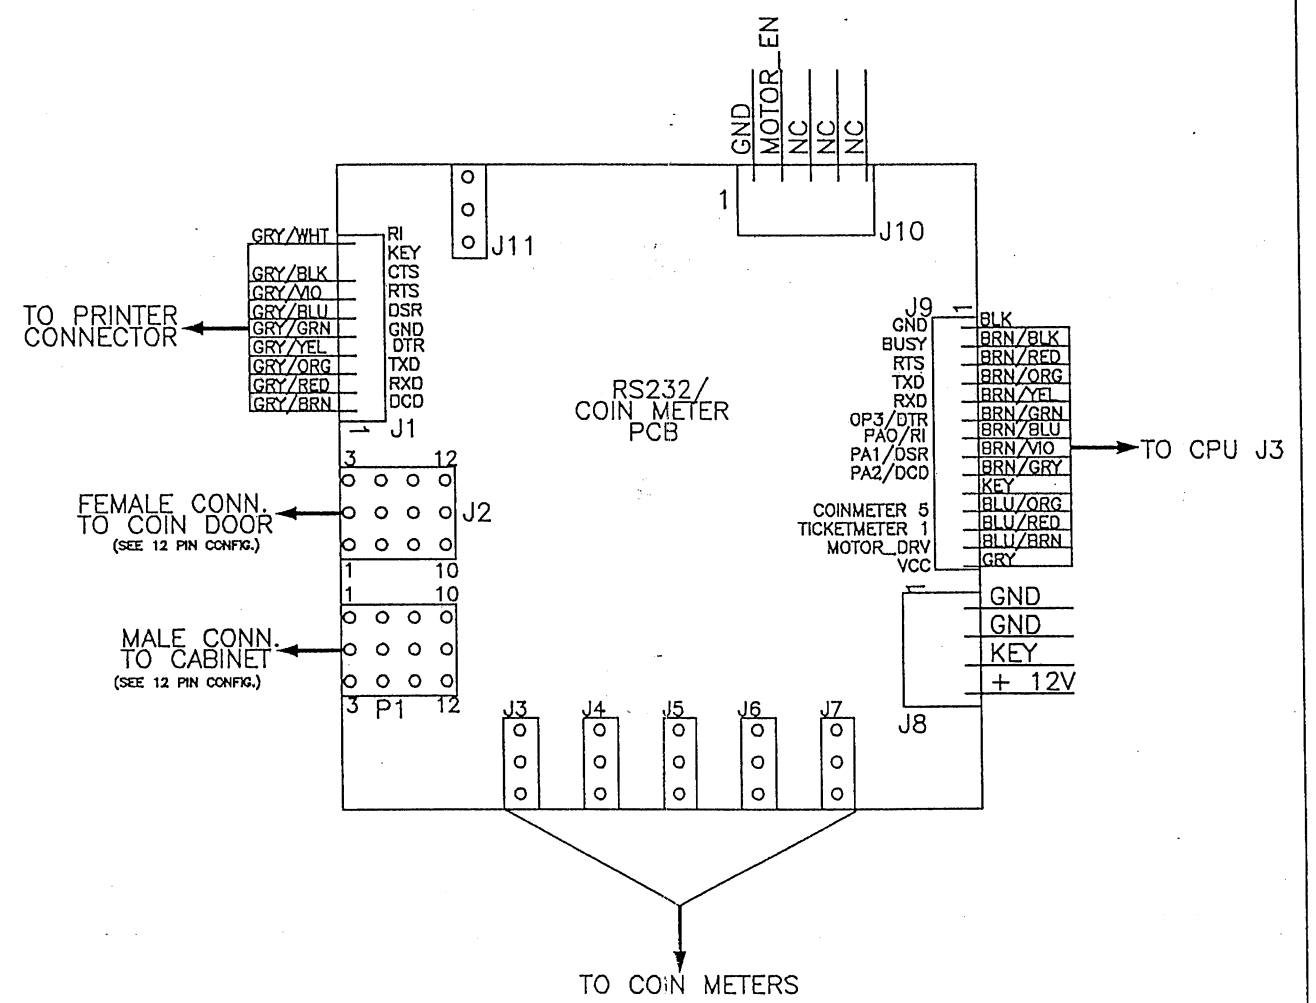 GND
MOTOR_EN
NC
NC
NC
1
J10
J11
GRY/WHT
GRY/BLK
GRY/VIO
GRY/BLU
GRY/GRN
GRY/YEL
GRY/ORG
GRY/RED
GRY/BRN
RI
KEY
CTS
RTS
DSR
GND
DTR
TXD
RXD
DCD
1
J1
TO PRINTER
CONNECTOR
RS232/
COIN METER
PCB
J9
1
GND
BUSY
RTS
TXD
RXD
OP3/DTR
PA0/RI
PA1/DSR
PA2/DCD
COINMETER 5
TICKETMETER 1
MOTOR_DRV
VCC
BLK
BRN/BLK
BRN/RED
BRN/ORG
BRN/YEL
BRN/GRN
BRN/BLU
BRN/VIO
BRN/GRY
KEY
BLU/ORG
BLU/RED
BLU/BRN
GRY
TO CPU J3
3 12
J2
1 10
FEMALE CONN.
TO COIN DOOR
(SEE 12 PIN CONFIG.)
1 10
MALE CONN.
TO CABINET
(SEE 12 PIN CONFIG.)
3 P1 12
1
GND
GND
KEY
+ 12V
J8
J3 J4 J5 J6 J7
TO COIN METERS